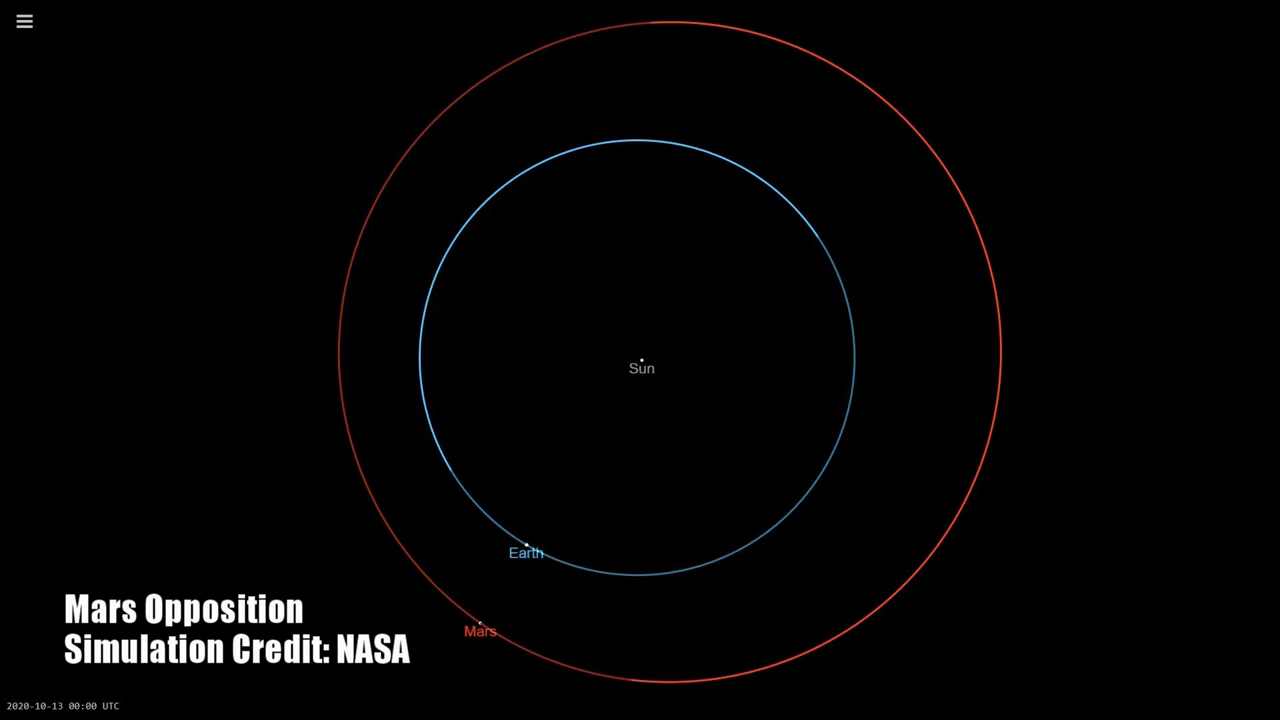 Sun
Earth
Mars Opposition
Mars
Simulation Credit: NASA
2020-10-13 00:00 UTC